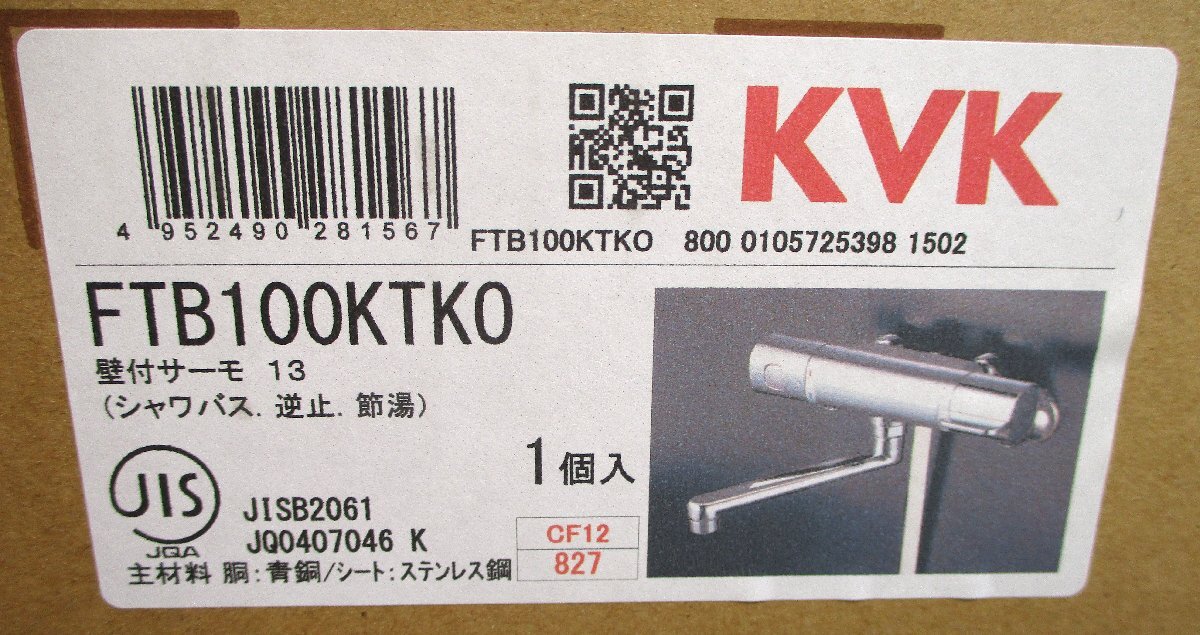 KVK
4 952490 281567
FTB100KTKO 800 0105725398 1502
FTB100KTKO
壁付サーモ 13
(シャワバス.逆止.節湯)
1個入
JIS
JQA
JISB2061
JQ0407046 K
CF12
827
主材料 胴:青銅/シート:ステンレス鋼